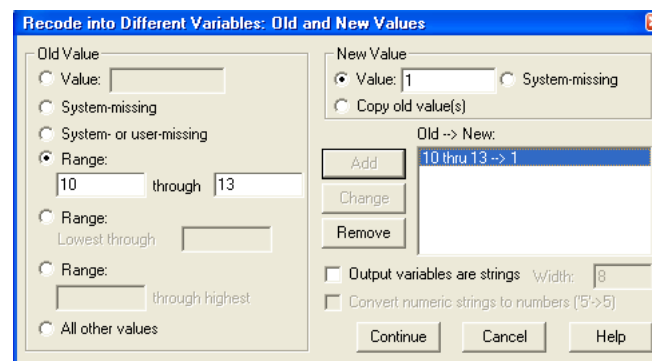 Recode into Different Variables: Old and New Values
Old Value
Value:
System-missing
System- or user-missing
Range:
10 through 13
Range:
Lowest through
Range:
through highest
All other values
New Value
Value: 1 System-missing
Copy old value(s)
Old --> New:
Add
10 thru 13 --> 1
Change
Remove
Output variables are strings Width: 8
Convert numeric strings to numbers ('5'->5)
Continue Cancel Help